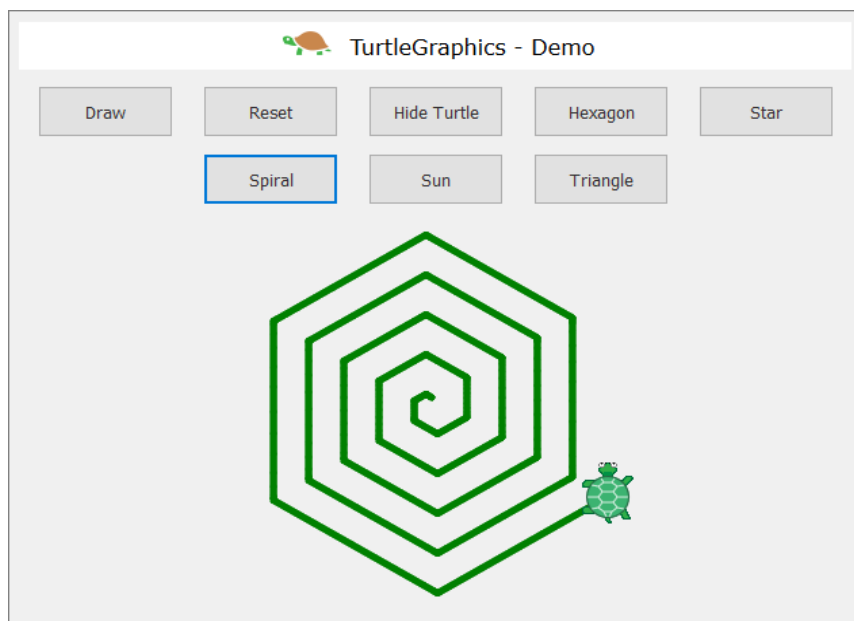 TurtleGraphics - Demo
Draw Reset Hide Turtle Hexagon Star
Spiral Sun Triangle